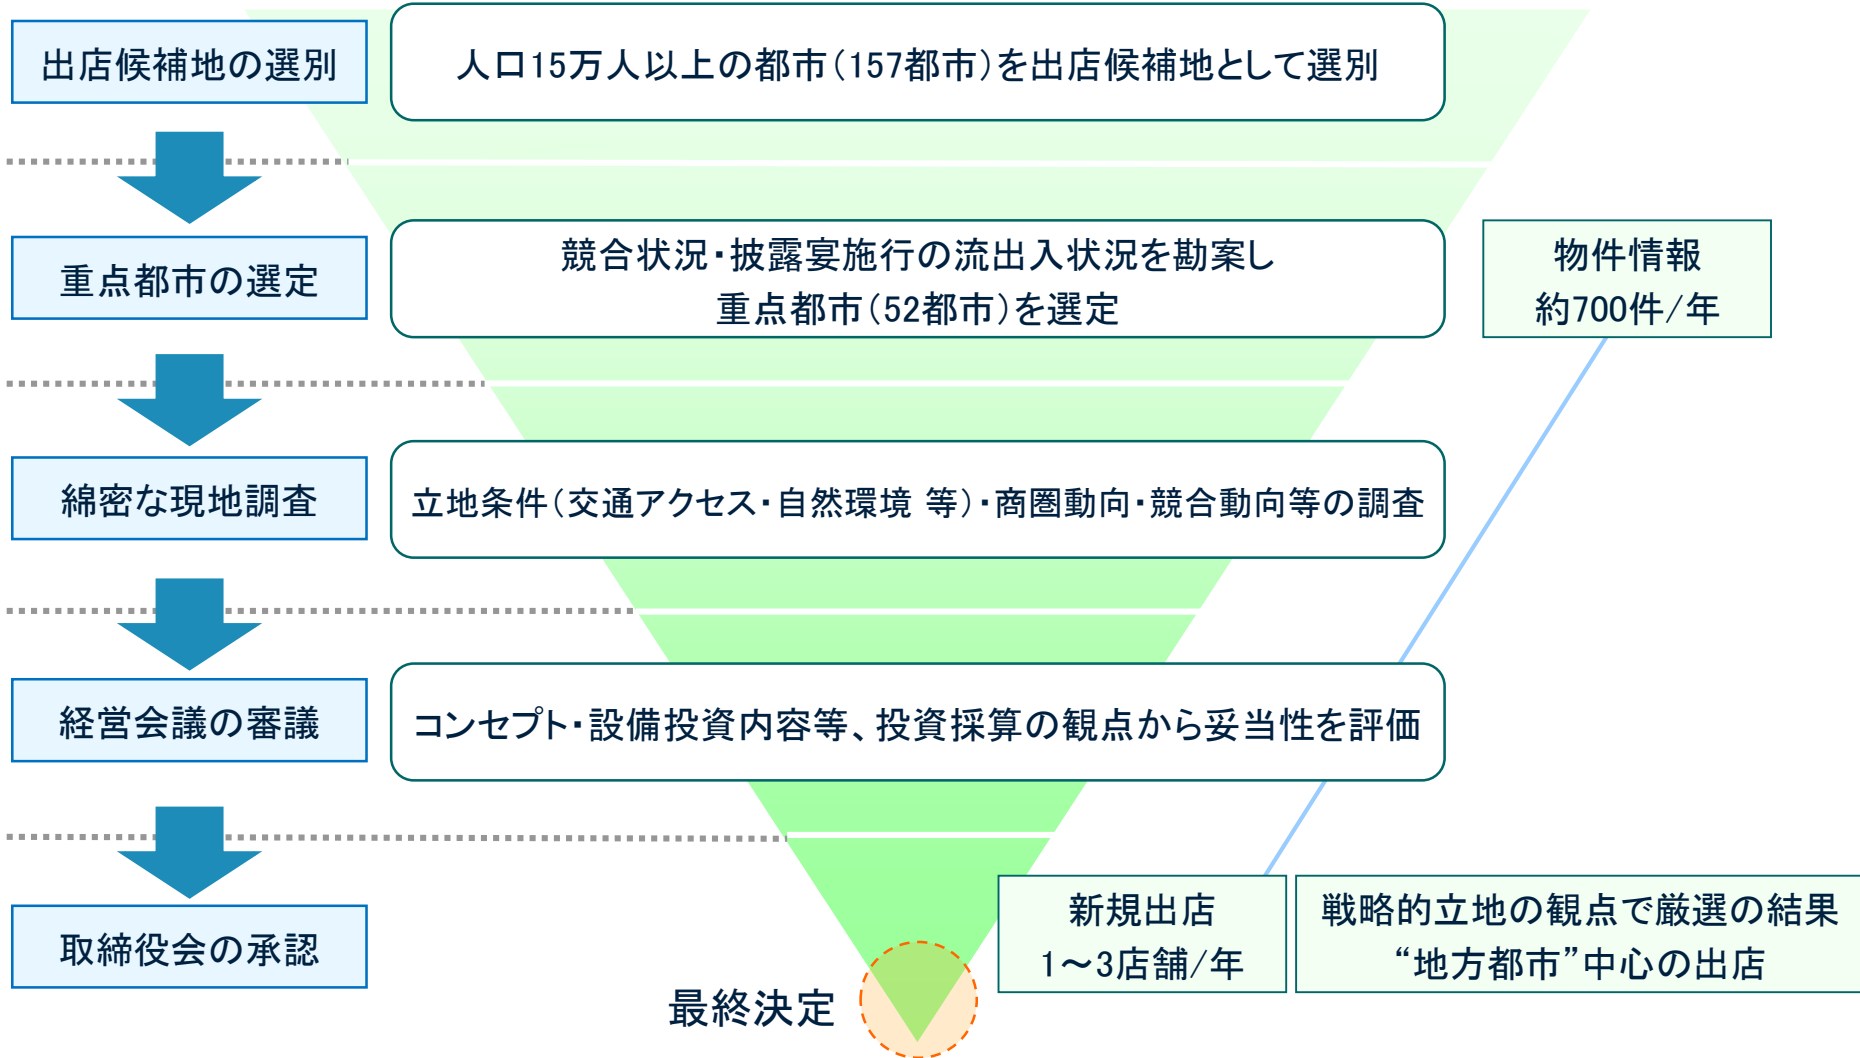 出店候補地の選別
人口15万人以上の都市(157都市)を出店候補地として選別
重点都市の選定
競合状況・披露宴施行の流出入状況を勘案し
重点都市(52都市)を選定
物件情報
約700件/年
綿密な現地調査
立地条件(交通アクセス・自然環境 等)・商圏動向・競合動向等の調査
経営会議の審議
コンセプト・設備投資内容等、投資採算の観点から妥当性を評価
取締役会の承認
新規出店
1~3店舗/年
戦略的立地の観点で厳選の結果
“地方都市”中心の出店
最終決定